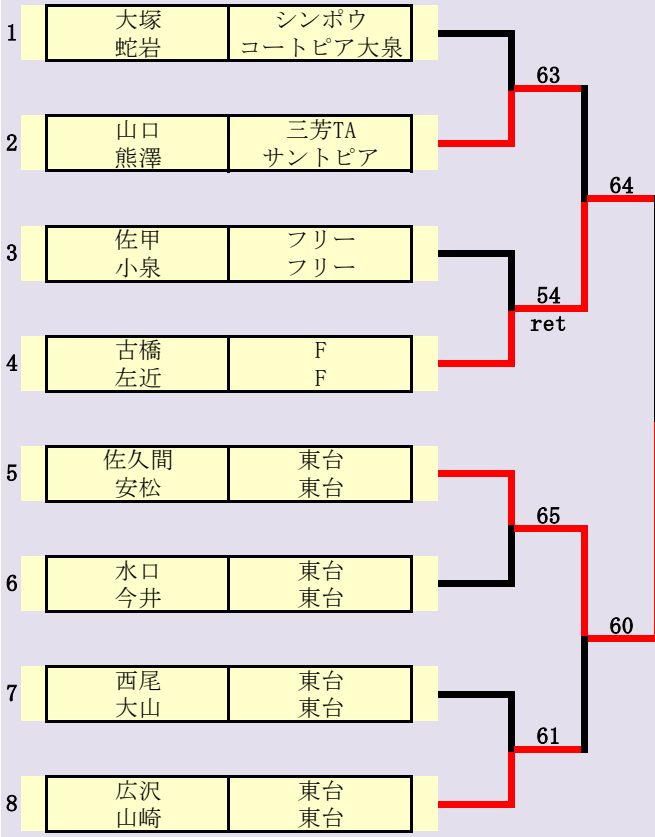 1 大塚 シンポウ
蛇岩 コートピア大泉
63
2 山口 三芳TA
熊澤 サントピア
64
3 佐甲 フリー
小泉 フリー
54
ret
4 古橋 F
左近 F
5 佐久間 東台
安松 東台
65
6 水口 東台
今井 東台
60
7 西尾 東台
大山 東台
61
8 広沢 東台
山崎 東台